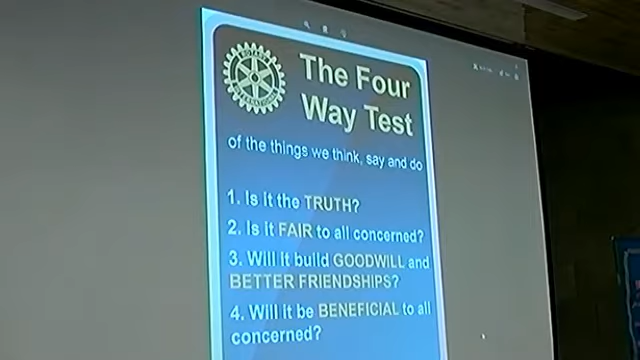 The Four
Way Test
of the things we think, say and do
1. Is it the TRUTH?
2. Is it FAIR to all concerned?
3. Will it build GOODWILL and
BETTER FRIENDSHIPS?
4. Will it be BENEFICIAL to all
concerned?